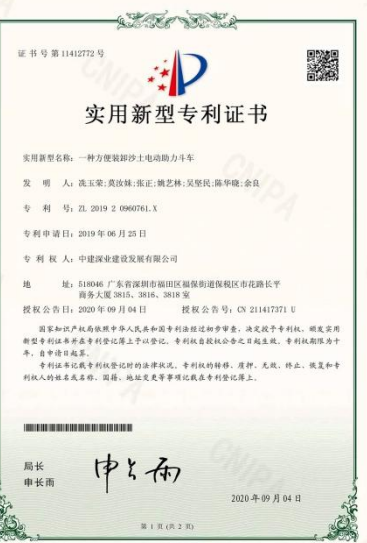 证书号第11412772号
实用新型专利证书
实用新型名称：一种方便装卸沙土电动助力斗车
发 明 人：冼玉荣;莫汝妹;张正;姚艺林;吴坚民;陈华晓;余良
专 利 号：ZL 2019 2 0960761.X
专利申请日：2019年06月25日
专 利 权 人：中建深业建设发展有限公司
地 址：518046 广东省深圳市福田区福保街道保税区市花路长平
商务大厦3815、3816、3818室
授权公告日：2020年09月04日 授权公告号：CN 211417371 U
国家知识产权局依照中华人民共和国专利法经过初步审查，决定授予专利权，颁发实用
新型专利证书并在专利登记簿上予以登记。专利权自授权公告之日起生效。专利权期限为十
年，自申请日起算。
专利证书记载专利权登记时的法律状况。专利权的转移、质押、无效、终止、恢复和专
利权人的姓名或名称、国籍、地址变更等事项记载在专利登记簿上。
局长
申长雨
申长雨
2020年09月04日
第 1 页 (共 2 页)
CNIPA
CNIPA
CNIPA